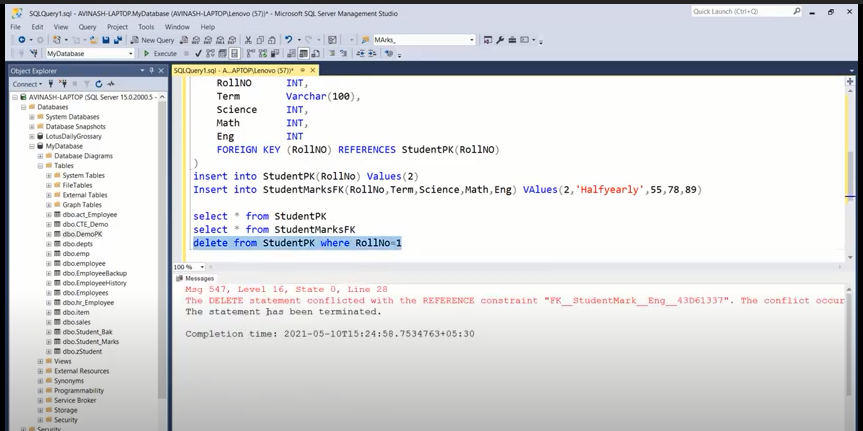 SQLQuery1.sql - AVINASH-LAPTOP.MyDatabase (AVINASH-LAPTOP\Lenovo (57))* - Microsoft SQL Server Management Studio
Quick Launch (Ctrl+Q)
File Edit View Query Project Tools Window Help
New Query
MArks_
MyDatabase
Execute
Object Explorer
SQLQuery1.sql - A...APTOP\Lenovo (57))*
Connect
AVINASH-LAPTOP (SQL Server 15.0.2000.5 -
Databases
System Databases
Database Snapshots
LotusDailyGrossary
MyDatabase
Database Diagrams
Tables
System Tables
FileTables
External Tables
Graph Tables
dbo.act_Employee
dbo.CTE_Demo
dbo.DemoPK
dbo.depts
dbo.emp
dbo.employee
dbo.EmployeeBackup
dbo.EmployeeHistory
dbo.Employees
dbo.hr_Employee
dbo.item
dbo.sales
dbo.Student_Bak
dbo.Student_Marks
dbo.zStudent
Views
External Resources
Synonyms
Programmability
Service Broker
Storage
Security
Security
RollNO INT,
Term Varchar(100),
Science INT,
Math INT,
Eng INT
FOREIGN KEY (RollNO) REFERENCES StudentPK(RollNO)
)
insert into StudentPK(RollNo) Values(2)
Insert into StudentMarksFK(RollNo,Term,Science,Math,Eng) VAlues(2,'Halfyearly',55,78,89)
select * from StudentPK
select * from StudentMarksFK
delete from StudentPK where RollNo=1
100 %
Messages
Msg 547, Level 16, State 0, Line 28
The DELETE statement conflicted with the REFERENCE constraint "FK__StudentMark__Eng__43D61337". The conflict occur
The statement has been terminated.
Completion time: 2021-05-10T15:24:58.7534763+05:30